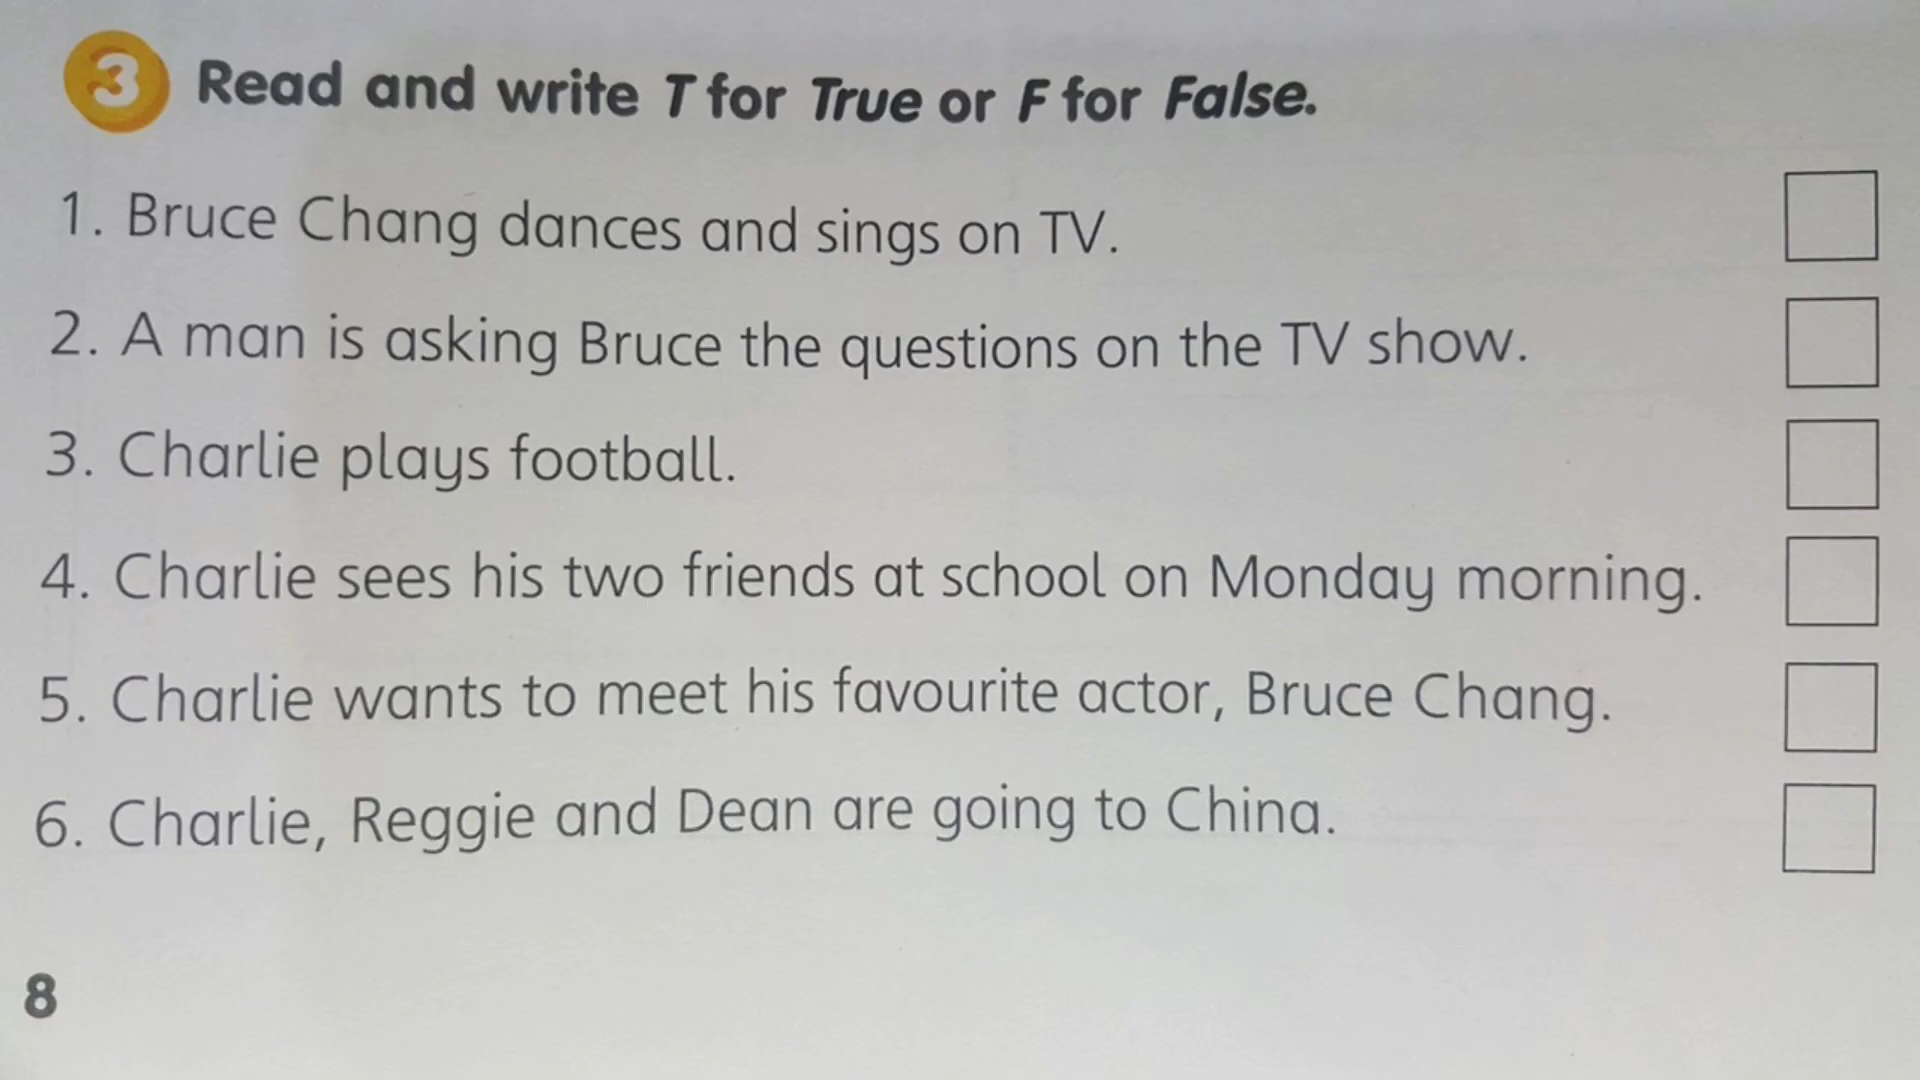 3 Read and write T for True or F for False.
1. Bruce Chang dances and sings on TV.
2. A man is asking Bruce the questions on the TV show.
3. Charlie plays football.
4. Charlie sees his two friends at school on Monday morning.
5. Charlie wants to meet his favourite actor, Bruce Chang.
6. Charlie, Reggie and Dean are going to China.
8